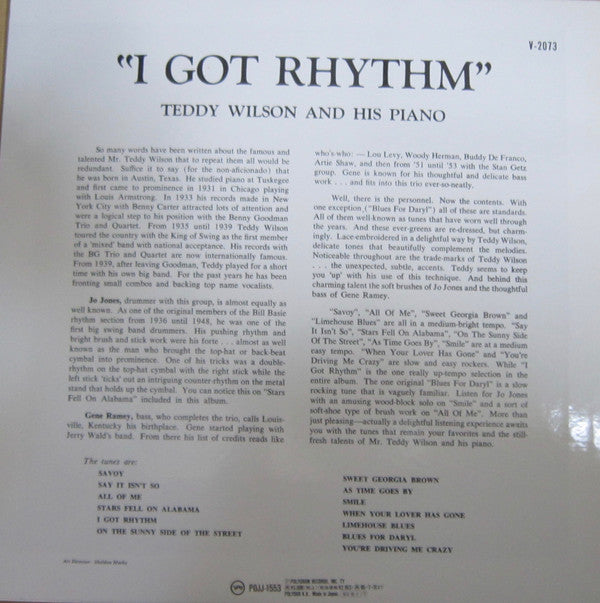 V-2073
"I GOT RHYTHM"
TEDDY WILSON AND HIS PIANO
So many words have been written about the famous and
talented Mr. Teddy Wilson that to repeat them all would be
redundant. Suffice it to say (for the non-aficionado) that
he was born in Austin, Texas. He studied piano at Tuskegee
and first came to prominence in 1931 in Chicago playing
with Louis Armstrong. In 1933 his records made in New
York City with Benny Carter attracted lots of attention and
were a logical step to his position with the Benny Goodman
Trio and Quartet. From 1935 until 1939 Teddy Wilson
toured the country with the King of Swing as the first member
of a 'mixed' band with national acceptance. His records with
the BG Trio and Quartet are now internationally famous.
From 1939, after leaving Goodman, Teddy played for a short
time with his own big band. For the past years he has been
fronting small combos and backing top name vocalists.
Jo Jones, drummer with this group, is almost equally as
well known. As one of the original members of the Bill Basie
rhythm section from 1936 until 1948, he was one of the
first big swing band drummers. His pushing rhythm and
bright brush and stick work were his forte . . . almost as well
known as the man who brought the top-hat or back-beat
cymbal into prominence. One of his tricks was a double-
rhythm on the top-hat cymbal with the right stick while the
left stick 'ticks' out an intriguing counter-rhythm on the metal
stand that holds up the cymbal. You can notice this on "Stars
Fell On Alabama" included in this album.
Gene Ramey, bass, who completes the trio, calls Louis-
ville, Kentucky his birthplace. Gene started playing with
Jerry Wald's band. From there his list of credits reads like
who's who: — Lou Levy, Woody Herman, Buddy De Franco,
Artie Shaw, and then from '51 until '53 with the Stan Getz
group. Gene is known for his thoughtful and delicate bass
work . . . and fits into this trio ever-so-neatly.
Well, there is the personnel. Now the contents. With
one exception ("Blues For Daryl") all of these are standards.
All of them well-known as tunes that have worn well through
the years. And these ever-greens are re-dressed, but charm-
ingly. Lace-embroidered in a delightful way by Teddy Wilson,
delicate tones that beautifully complement the melodies.
Noticeable throughout are the trade-marks of Teddy Wilson
. . . the unexpected, subtle, accents. Teddy seems to keep
you 'up' with his use of this technique. And behind this
charming talent the soft brushes of Jo Jones and the thoughtful
bass of Gene Ramey.
"Savoy", "All Of Me", "Sweet Georgia Brown" and
"Limehouse Blues" are all in a medium-bright tempo. "Say
It Isn't So", "Stars Fell On Alabama", "On The Sunny Side
Of The Street", "As Time Goes By", "Smile" are at a medium
easy tempo. "When Your Lover Has Gone" and "You're
Driving Me Crazy" are slow and easy rockers. While "I
Got Rhythm" is the one really up-tempo selection in the
entire album. The one original "Blues For Daryl" is a slow
rocking tune that is vaguely familiar. Listen for Jo Jones
with an amusing wood-block solo on "Smile" and a sort of
soft-shoe type of brush work on "All Of Me". More than
just pleasing—actually a delightful listening experience awaits
you with the tunes that remain your favorites and the still-
fresh talents of Mr. Teddy Wilson and his piano.
The tunes are:
SAVOY
SAY IT ISN'T SO
ALL OF ME
STARS FELL ON ALABAMA
I GOT RHYTHM
ON THE SUNNY SIDE OF THE STREET
SWEET GEORGIA BROWN
AS TIME GOES BY
SMILE
WHEN YOUR LOVER HAS GONE
LIMEHOUSE BLUES
BLUES FOR DARYL
YOU'RE DRIVING ME CRAZY
Art Director: Sheldon Marks
POJJ-1553
POLYDOR RECORDS, INC. TY
POLYDOR K.K. Made in Japan